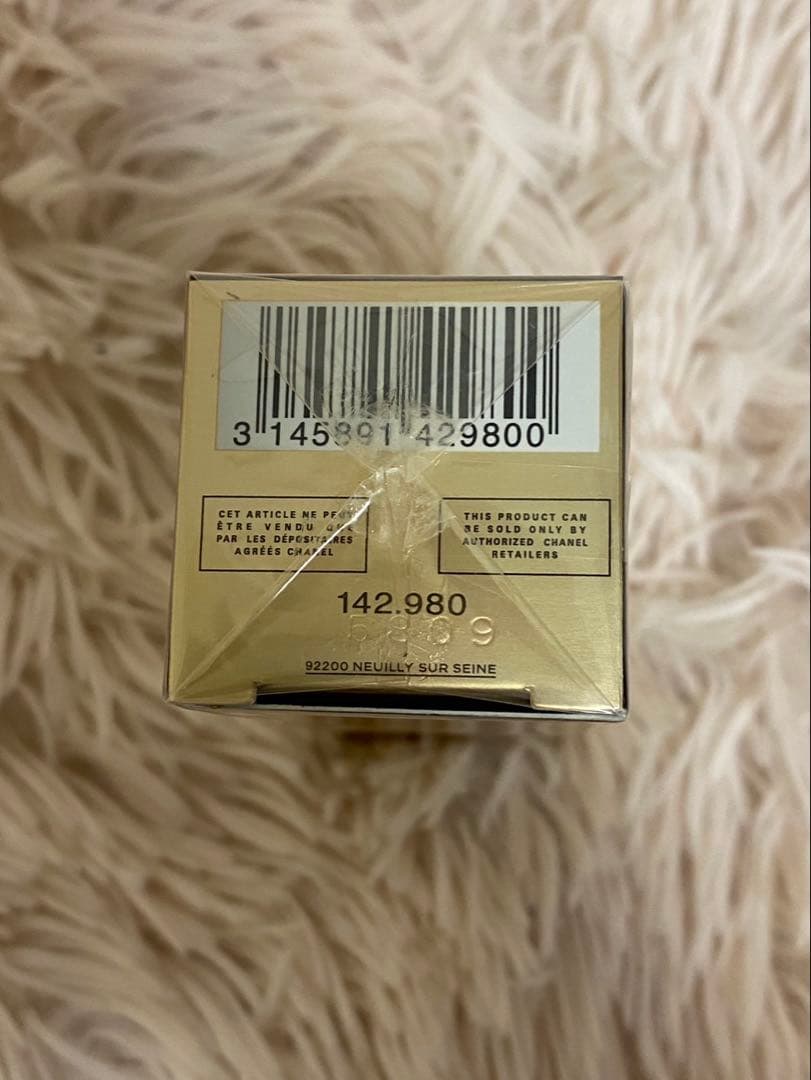 3 145891 429800
CET ARTICLE NE PEUT
ÊTRE VENDU QUE
PAR LES DÉPOSITAIRES
AGRÉÉS CHANEL
THIS PRODUCT CAN
BE SOLD ONLY BY
AUTHORIZED CHANEL
RETAILERS
142.980
92200 NEUILLY SUR SEINE